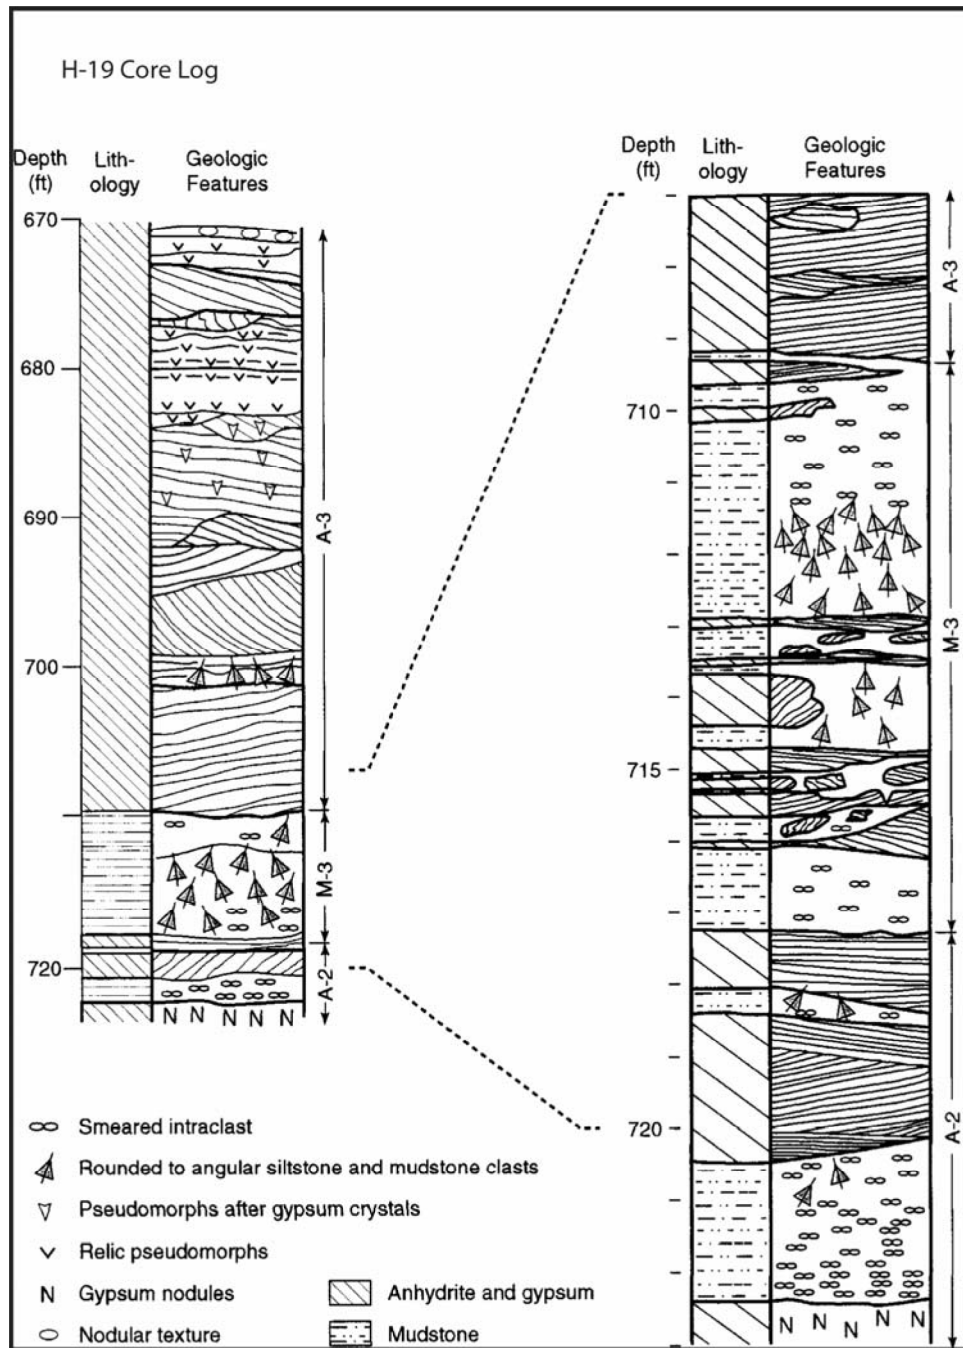 H-19 Core Log
Depth (ft)
Lith-ology
Geologic Features
670
680
690
700
720
A-3
M-3
A-2
N N N N N
Depth (ft)
Lith-ology
Geologic Features
710
715
720
A-3
M-3
A-2
N N N N N
Smeared intraclast
Rounded to angular siltstone and mudstone clasts
Pseudomorphs after gypsum crystals
Relic pseudomorphs
N Gypsum nodules
Anhydrite and gypsum
Nodular texture
Mudstone